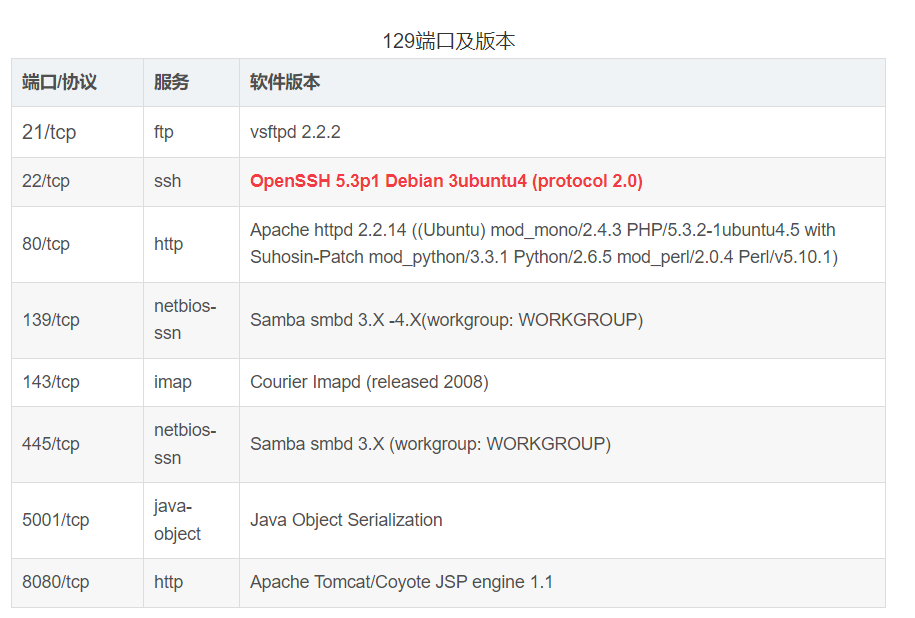 129端口及版本
端口/协议 服务 软件版本
21/tcp ftp vsftpd 2.2.2
22/tcp ssh OpenSSH 5.3p1 Debian 3ubuntu4 (protocol 2.0)
80/tcp http Apache httpd 2.2.14 ((Ubuntu) mod_mono/2.4.3 PHP/5.3.2-1ubuntu4.5 with
Suhosin-Patch mod_python/3.3.1 Python/2.6.5 mod_perl/2.0.4 Perl/v5.10.1)
139/tcp netbios-
ssn Samba smbd 3.X -4.X(workgroup: WORKGROUP)
143/tcp imap Courier Imapd (released 2008)
445/tcp netbios-
ssn Samba smbd 3.X (workgroup: WORKGROUP)
5001/tcp java-
object Java Object Serialization
8080/tcp http Apache Tomcat/Coyote JSP engine 1.1